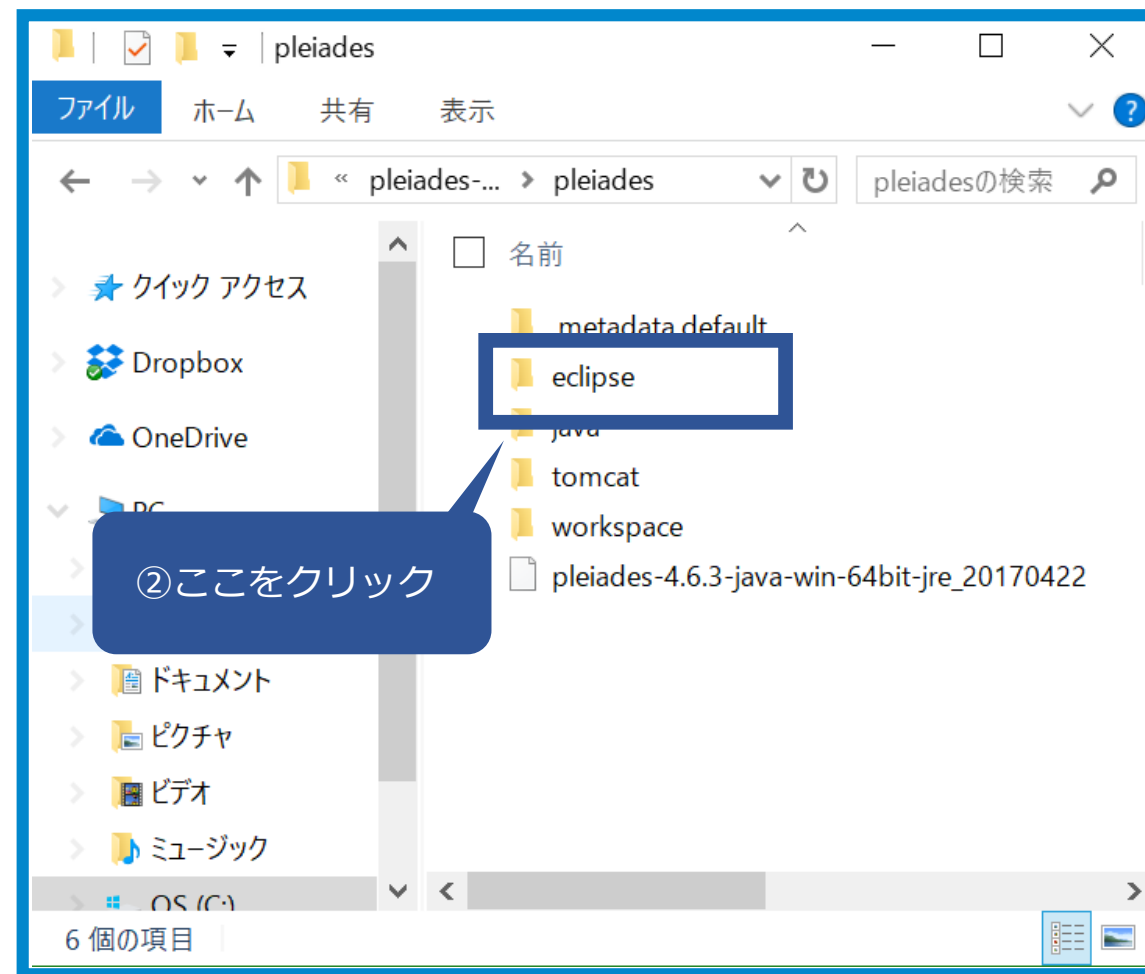 pleiades
ファイル ホーム 共有 表示
« pleiades-... > pleiades
pleiadesの検索
名前
クイック アクセス
Dropbox
OneDrive
PC
ドキュメント
ピクチャ
ビデオ
ミュージック
OS (C:)
.metadata.default
eclipse
java
tomcat
workspace
pleiades-4.6.3-java-win-64bit-jre_20170422
②ここをクリック
6 個の項目